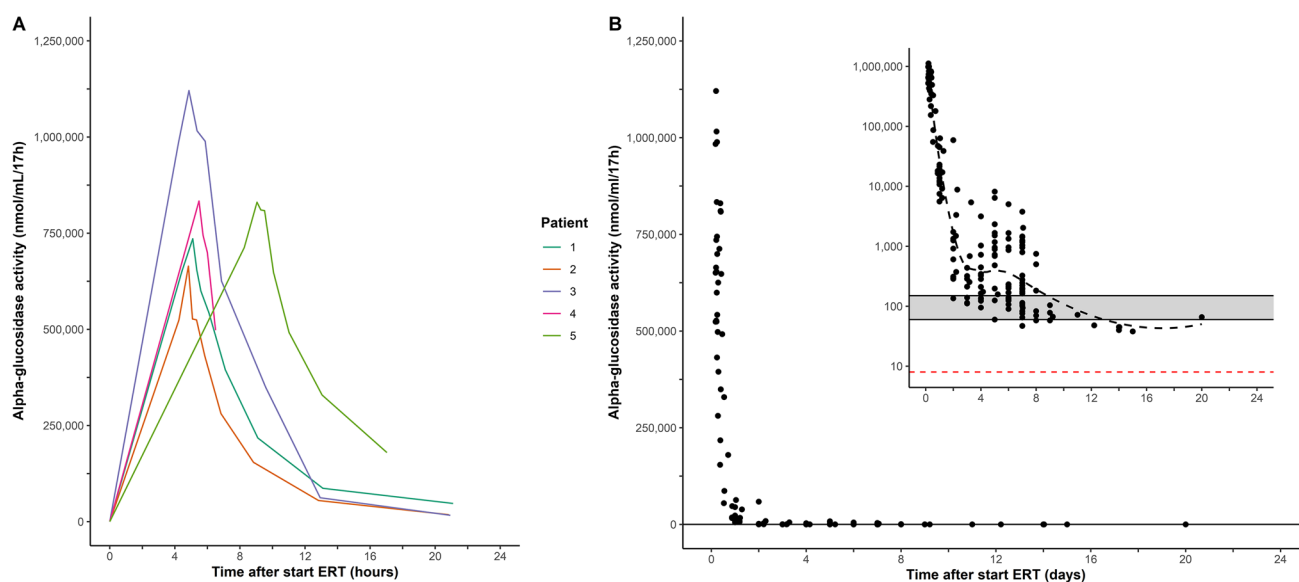 A
Alpha-glucosidase activity (nmol/mL/17h)
1,250,000
1,000,000
750,000
500,000
250,000
0
0 4 8 12 16 20 24
Time after start ERT (hours)
Patient
1
2
3
4
5
B
Alpha-glucosidase activity (nmol/ml/17h)
1,250,000
1,000,000
750,000
500,000
250,000
0
0 4 8 12 16 20 24
Time after start ERT (days)
1,000,000
100,000
10,000
1,000
100
10
0 4 8 12 16 20 24